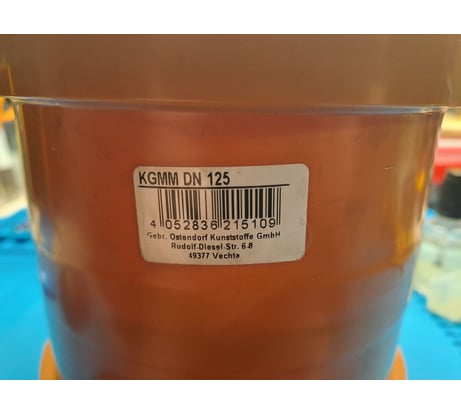 KGMM DN 125
4 052836 215109
Gebr. Ostendorf Kunststoffe GmbH
Rudolf-Diesel-Str. 6-8
49377 Vechta